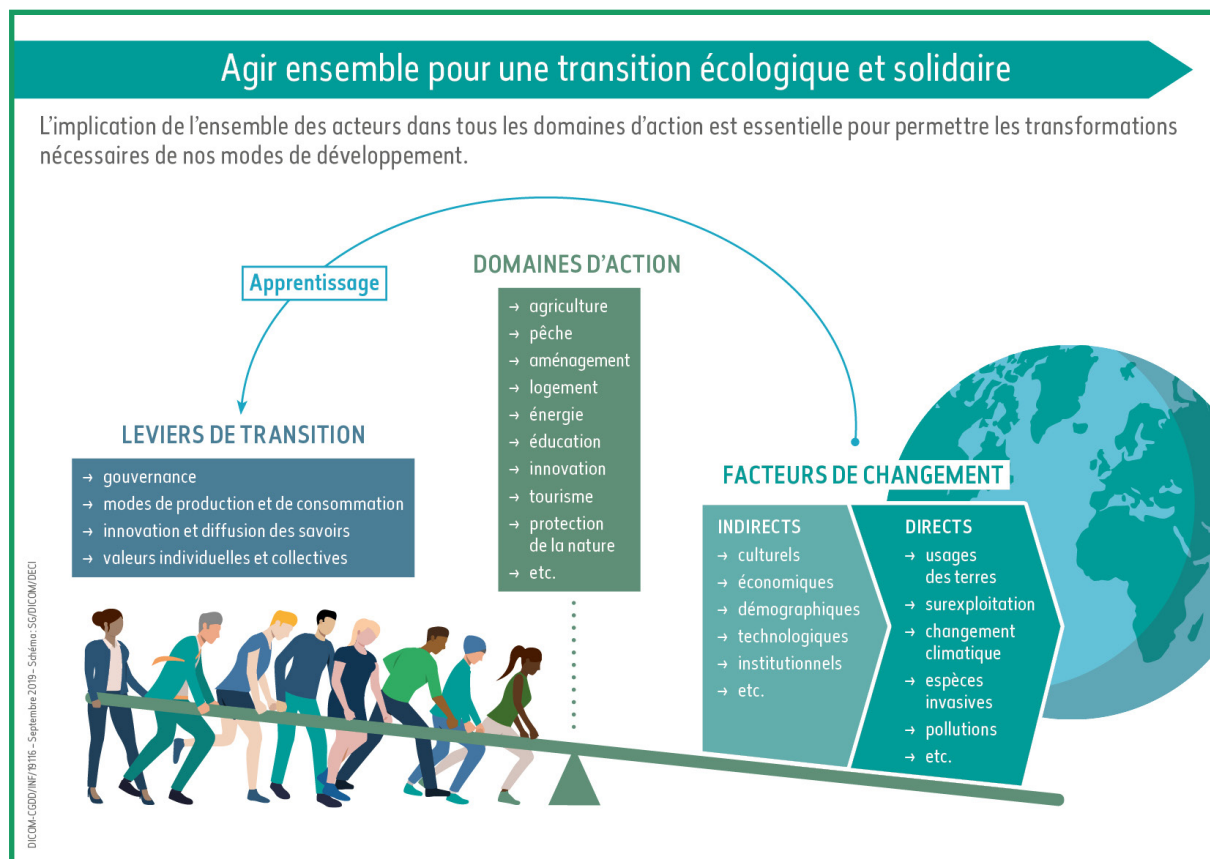 Agir ensemble pour une transition écologique et solidaire
L'implication de l'ensemble des acteurs dans tous les domaines d'action est essentielle pour permettre les transformations
nécessaires de nos modes de développement.
Apprentissage
DOMAINES D'ACTION
→ agriculture
→ pêche
→ aménagement
→ logement
→ énergie
→ éducation
→ innovation
→ tourisme
→ protection
de la nature
→ etc.
LEVIERS DE TRANSITION
→ gouvernance
→ modes de production et de consommation
→ innovation et diffusion des savoirs
→ valeurs individuelles et collectives
FACTEURS DE CHANGEMENT
INDIRECTS
→ culturels
→ économiques
→ démographiques
→ technologiques
→ institutionnels
→ etc.
DIRECTS
→ usages
des terres
→ surexploitation
→ changement
climatique
→ espèces
invasives
→ pollutions
→ etc.
DICOM-CGDD/INF/19116 – Septembre 2019 – Schéma : SG/DICOM/DECI